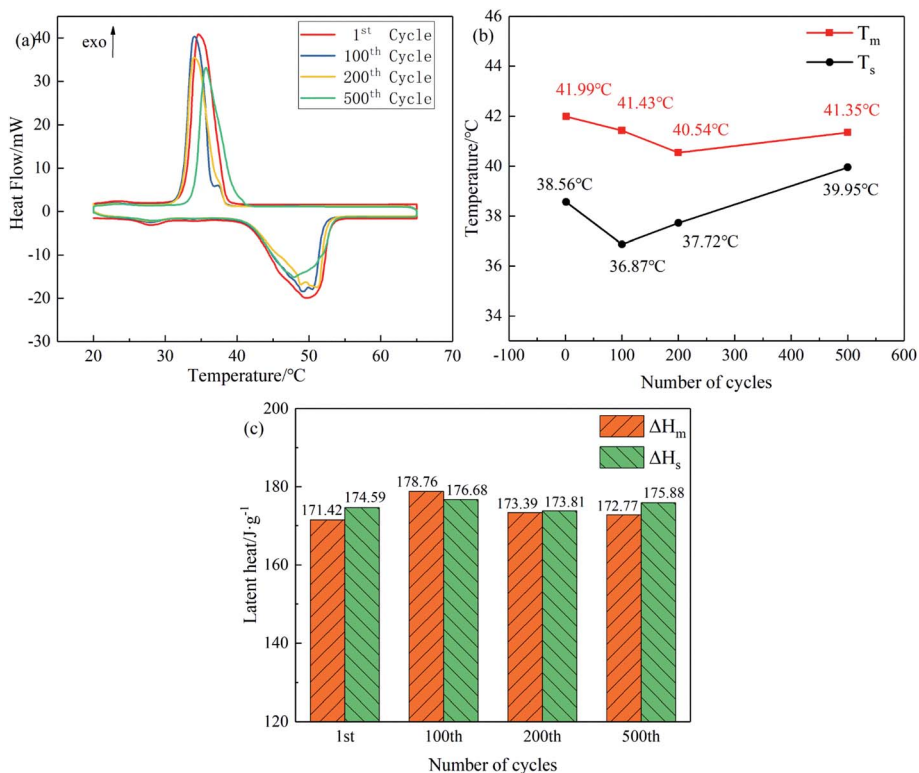 (a)
exo
1st Cycle
100th Cycle
200th Cycle
500th Cycle
40
30
20
10
0
-10
-20
-30
20
30
40
50
60
70
Heat Flow/mW
Temperature/℃
(b)
Tm
Ts
42
40
38
36
34
41.99℃
41.43℃
40.54℃
41.35℃
38.56℃
36.87℃
37.72℃
39.95℃
-100
0
100
200
300
400
500
600
Temperature/℃
Number of cycles
(c)
ΔHm
ΔHs
200
180
160
140
120
171.42
174.59
178.76
176.68
173.39
173.81
172.77
175.88
1st
100th
200th
500th
Latent heat/J·g-1
Number of cycles